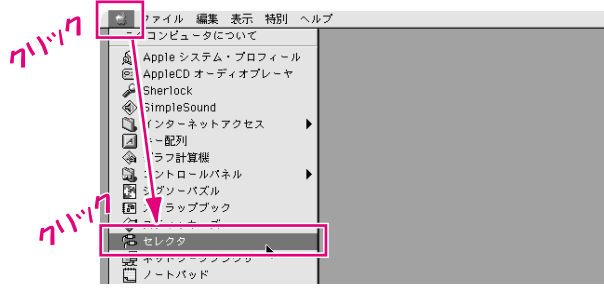 クリック
ファイル 編集 表示 特別 ヘルプ
コンピュータについて
Apple システム・プロフィール
AppleCD オーディオプレーヤ
Sherlock
SimpleSound
インターネットアクセス
キー配列
グラフ計算機
コントロールパネル
ジグソーパズル
スクラップブック
クリック
セレクタ
ノートパッド